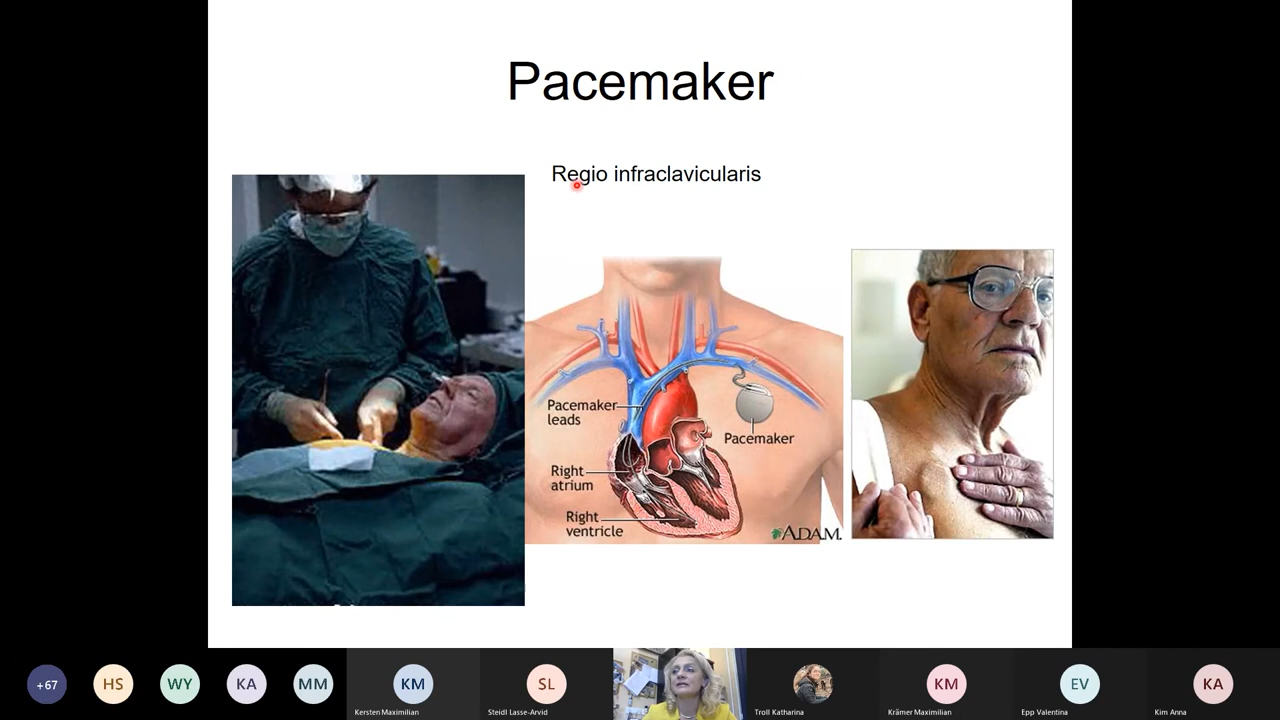 Pacemaker
Regio infraclavicularis
Pacemaker
leads
Pacemaker
Right
atrium
Right
ventricle
ADAM.
+67
HS
WY
KA
MM
KM
SL
KM
EV
KA
Kersten Maximilian
Steidl Lasse-Arvid
Troll Katharina
Krämer Maximilian
Epp Valentina
Kim Anna